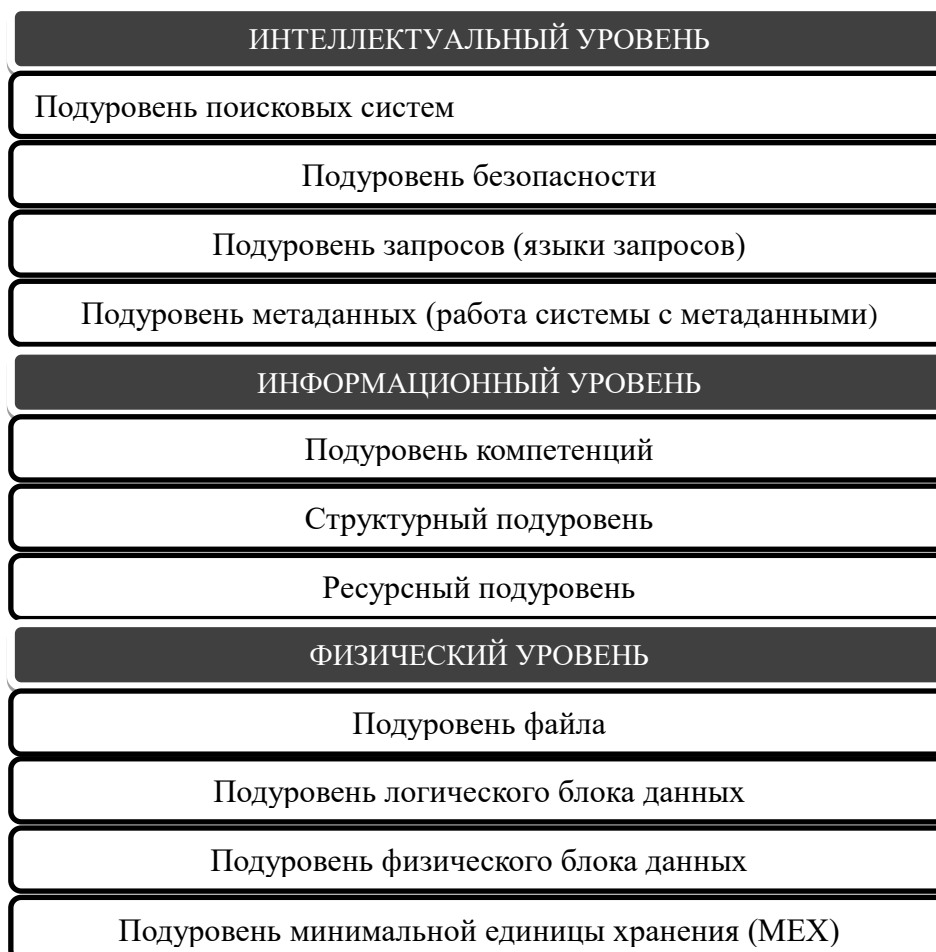 ИНТЕЛЛЕКТУАЛЬНЫЙ УРОВЕНЬ
Подуровень поисковых систем
Подуровень безопасности
Подуровень запросов (языки запросов)
Подуровень метаданных (работа системы с метаданными)
ИНФОРМАЦИОННЫЙ УРОВЕНЬ
Подуровень компетенций
Структурный подуровень
Ресурсный подуровень
ФИЗИЧЕСКИЙ УРОВЕНЬ
Подуровень файла
Подуровень логического блока данных
Подуровень физического блока данных
Подуровень минимальной единицы хранения (МЕХ)